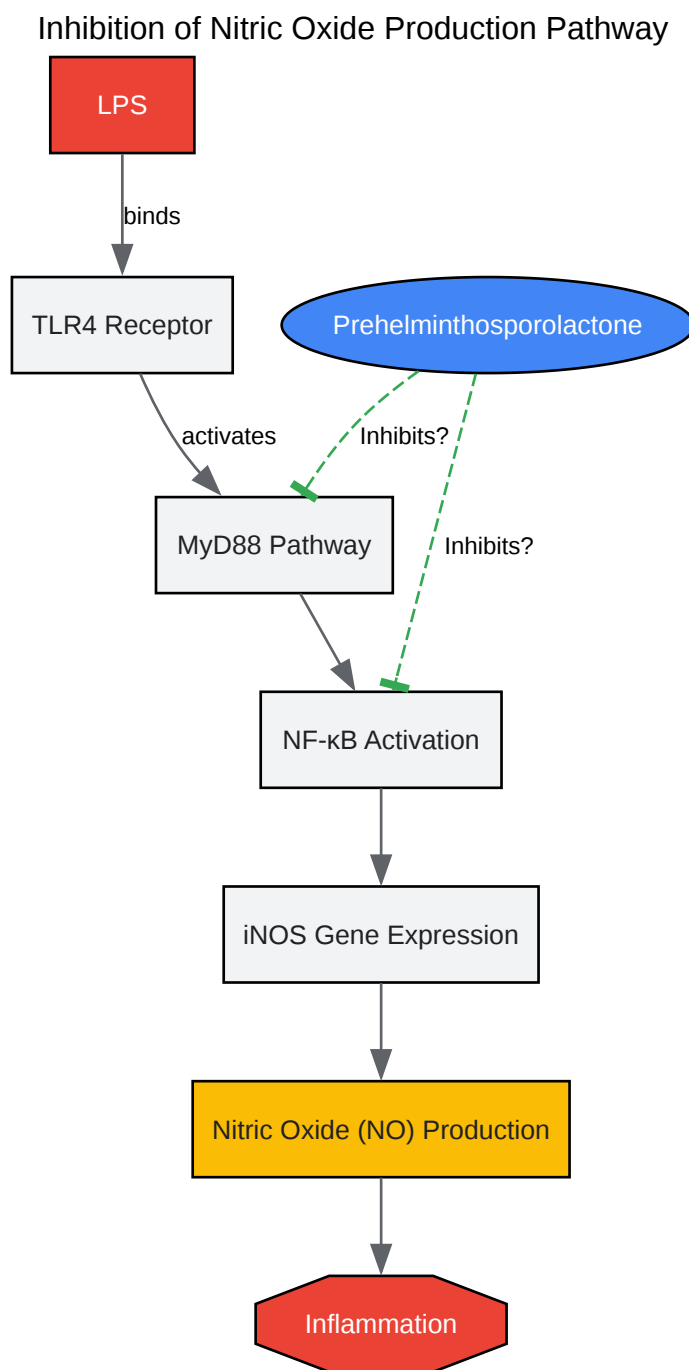 Inhibition of Nitric Oxide Production Pathway
LPS
binds
TLR4 Receptor
Prehelminthosporolactone
activates
Inhibits?
MyD88 Pathway
Inhibits?
NF-κB Activation
iNOS Gene Expression
Nitric Oxide (NO) Production
Inflammation